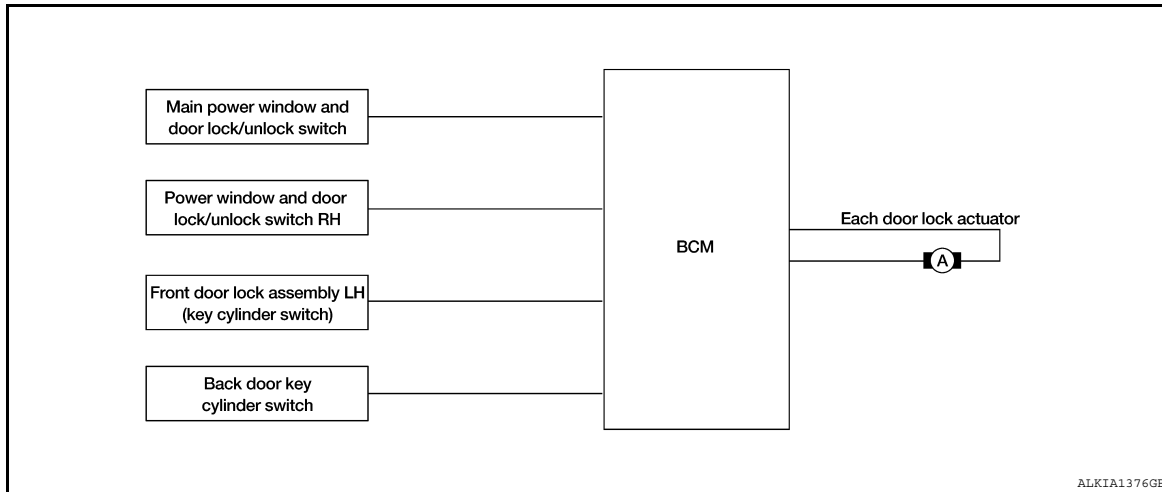 Main power window and
door lock/unlock switch
Power window and door
lock/unlock switch RH
Front door lock assembly LH
(key cylinder switch)
Back door key
cylinder switch
BCM
Each door lock actuator
A
ALKIA1376GB